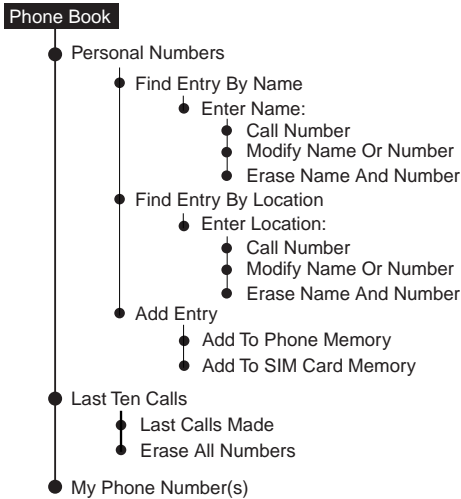 Phone Book
Personal Numbers
Find Entry By Name
Enter Name:
Call Number
Modify Name Or Number
Erase Name And Number
Find Entry By Location
Enter Location:
Call Number
Modify Name Or Number
Erase Name And Number
Add Entry
Add To Phone Memory
Add To SIM Card Memory
Last Ten Calls
Last Calls Made
Erase All Numbers
My Phone Number(s)